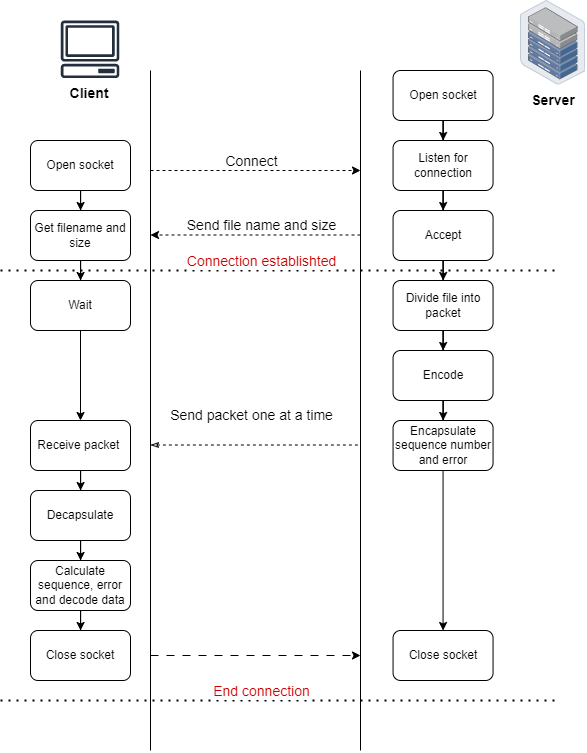 Client
Server
Open socket
Open socket
Connect
Listen for
connection
Get filename and
size
Send file name and size
Accept
Connection establishted
Wait
Divide file into
packet
Encode
Send packet one at a time
Receive packet
Encapsulate
sequence number
and error
Decapsulate
Calculate
sequence, error
and decode data
Close socket
Close socket
End connection